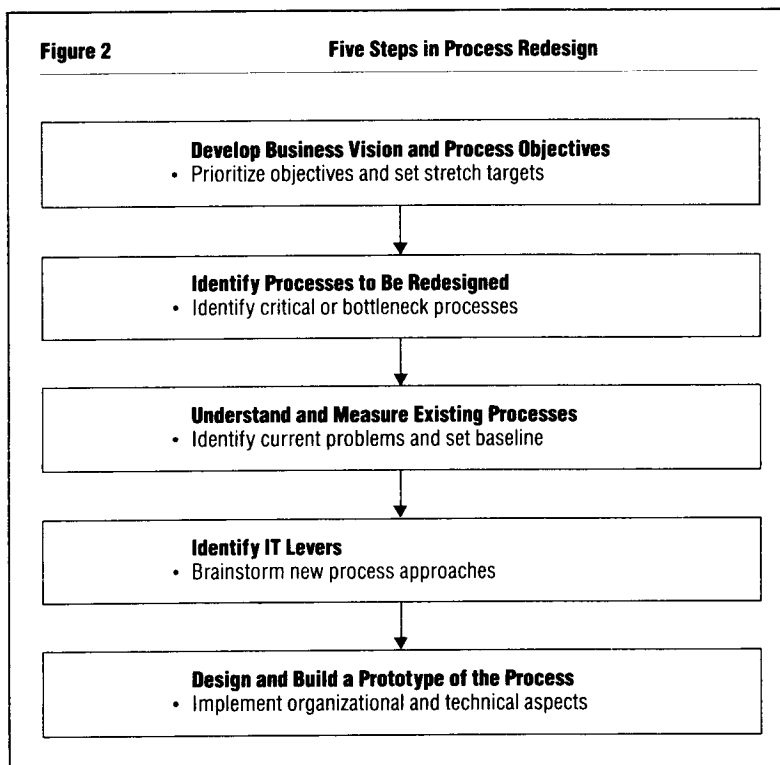 Figure 2 Five Steps in Process Redesign
Develop Business Vision and Process Objectives
• Prioritize objectives and set stretch targets
Identify Processes to Be Redesigned
• Identify critical or bottleneck processes
Understand and Measure Existing Processes
• Identify current problems and set baseline
Identify IT Levers
• Brainstorm new process approaches
Design and Build a Prototype of the Process
• Implement organizational and technical aspects